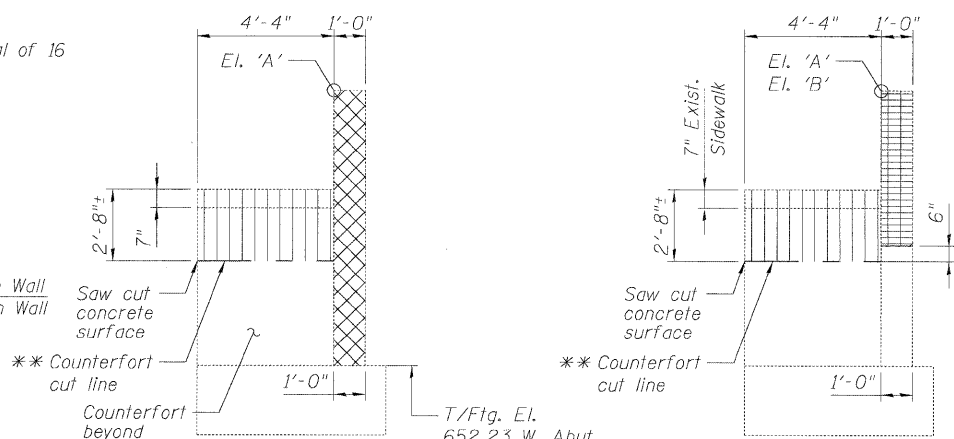 al of 16
4'-4"
1'-0"
El. 'A'
2'-8"±
7"
Wall
Wall
Saw cut
concrete
surface
** Counterfort
cut line
Counterfort
beyond
1'-0"
T/Ftg. El.
652.23 W. Abut.
4'-4"
1'-0"
El. 'A'
El. 'B'
7" Exist.
Sidewalk
2'-8"±
6"
Saw cut
concrete
surface
** Counterfort
cut line
1'-0"